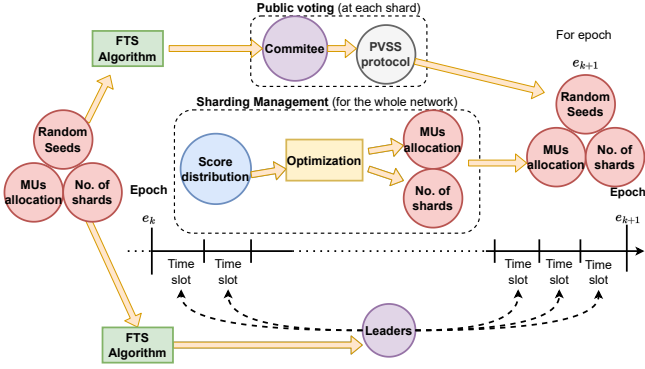 Public voting (at each shard)
FTS
Algorithm
Commitee
PVSS
protocol
For epoch
e_{k+1}
Random
Seeds
MUs
allocation
No. of
shards
Epoch
Sharding Management (for the whole network)
Score
distribution
Optimization
MUs
allocation
No. of
shards
Random
Seeds
MUs
allocation
No. of
shards
Epoch
e_k
e_{k+1}
Time
slot
Time
slot
Time
slot
Time
slot
Time
slot
FTS
Algorithm
Leaders